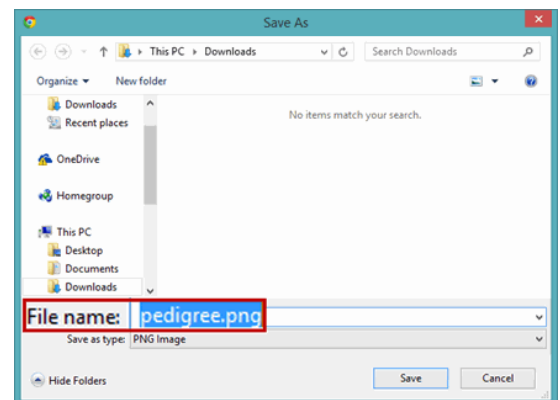 Save As
This PC Downloads Search Downloads
Organize New folder
Downloads
Recent places
No items match your search.
OneDrive
Homegroup
This PC
Desktop
Documents
Downloads
File name: pedigree.png
Save as type: PNG Image
Hide Folders Save Cancel